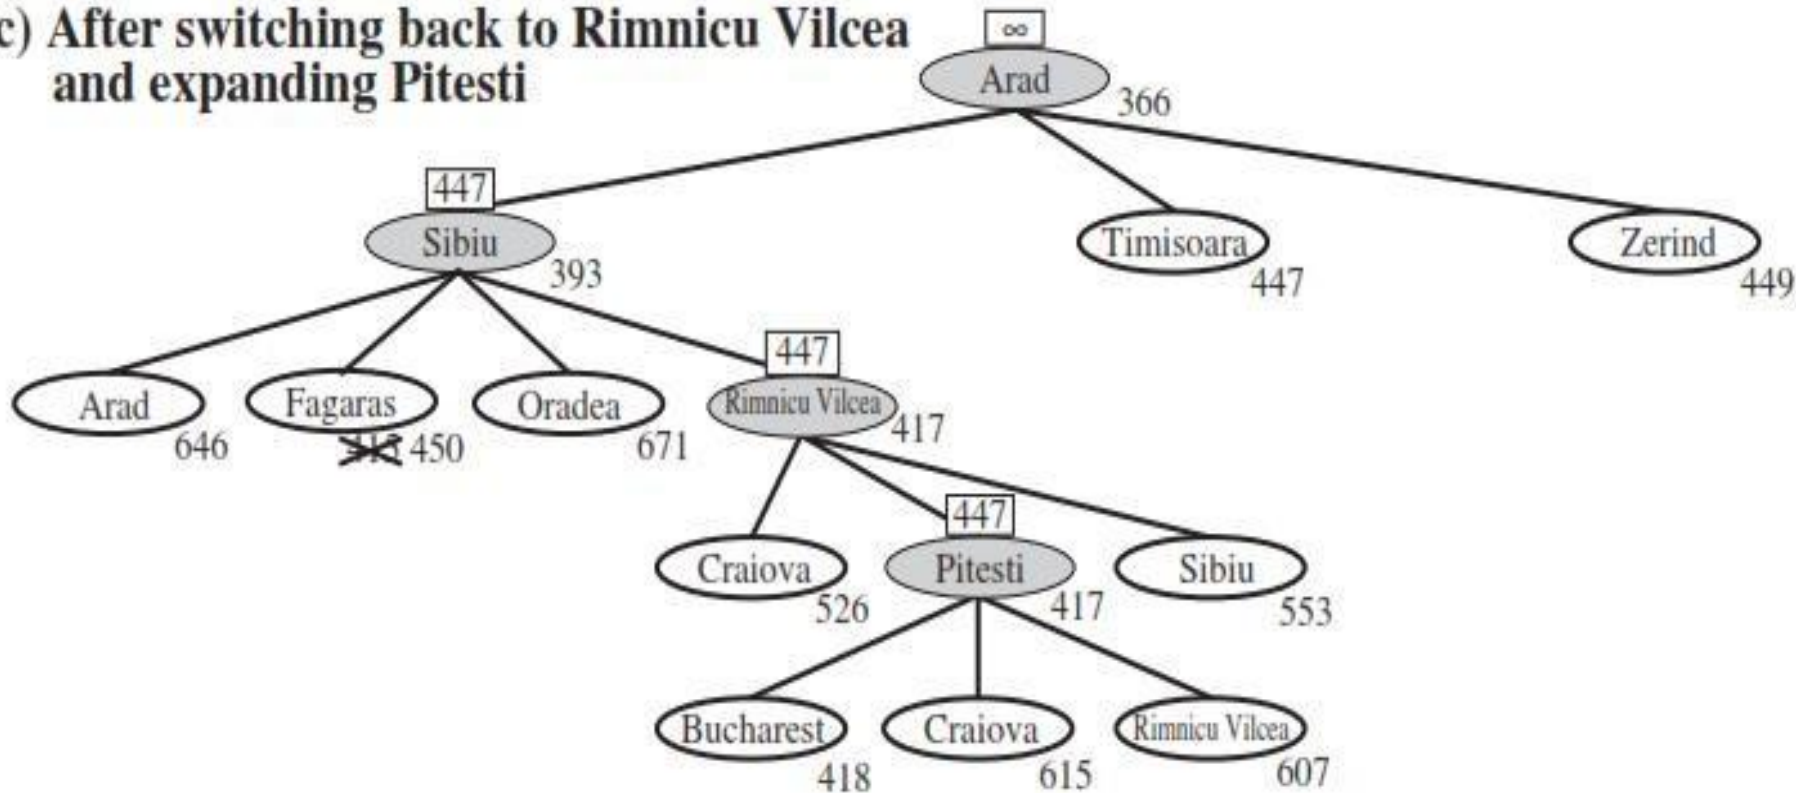 c) After switching back to Rimnicu Vilcea
and expanding Pitesti
∞
Arad
366
447
Sibiu
393
Timisoara
447
Zerind
449
Arad
646
Fagaras
450
Oradea
671
447
Rimnicu Vilcea
417
Craiova
526
447
Pitesti
417
Sibiu
553
Bucharest
418
Craiova
615
Rimnicu Vilcea
607